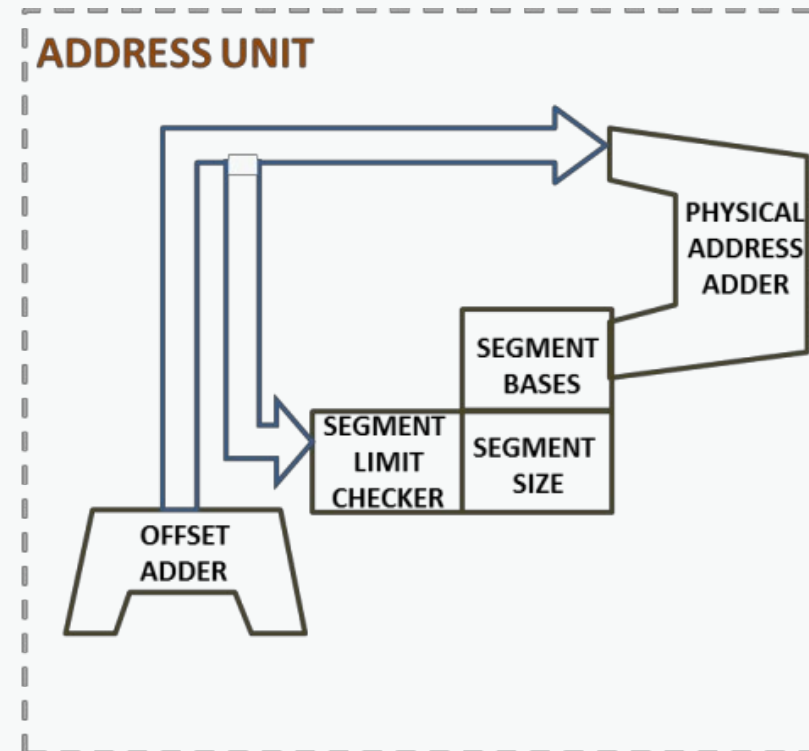 ADDRESS UNIT
PHYSICAL
ADDRESS
ADDER
SEGMENT
BASES
SEGMENT
LIMIT
CHECKER
SEGMENT
SIZE
OFFSET
ADDER